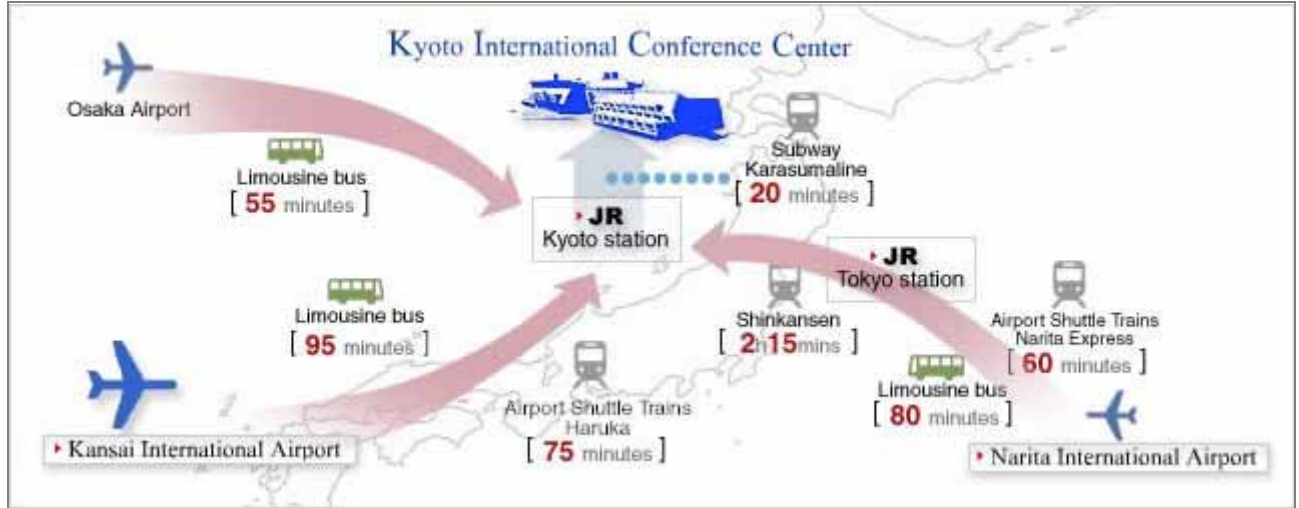 Kyoto International Conference Center
Osaka Airport
Limousine bus
[ 55 minutes ]
Subway
Karasumaline
[ 20 minutes ]
JR
Kyoto station
JR
Tokyo station
Limousine bus
[ 95 minutes ]
Shinkansen
[ 2h15mins ]
Airport Shuttle Trains
Narita Express
[ 60 minutes ]
Limousine bus
[ 80 minutes ]
Airport Shuttle Trains
Haruka
[ 75 minutes ]
Kansai International Airport
Narita International Airport